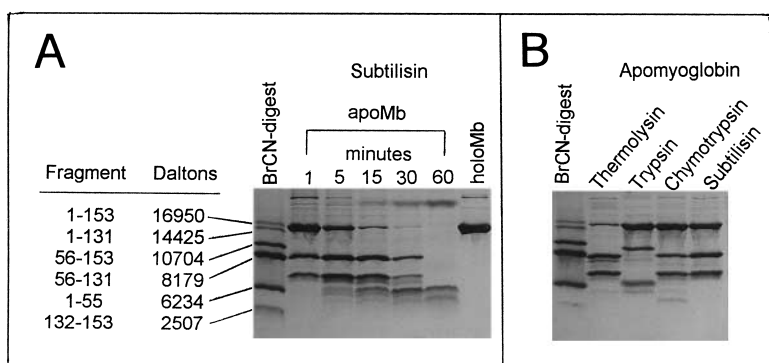 A
Subtilisin
BrCN-digest
apoMb
holoMb
minutes
Fragment Daltons
1 5 15 30 60
1-153 16950
1-131 14425
56-153 10704
56-131 8179
1-55 6234
132-153 2507
B
Apomyoglobin
BrCN-digest
Thermolysin
Trypsin
Chymotrypsin
Subtilisin